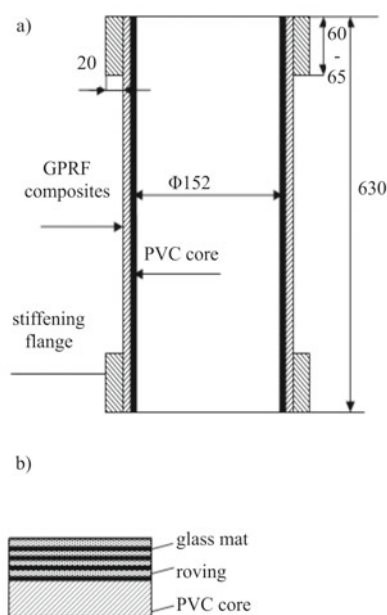 a)
60
-
65
20
GPRF
composites
Φ152
630
PVC core
stiffening
flange
b)
glass mat
roving
PVC core